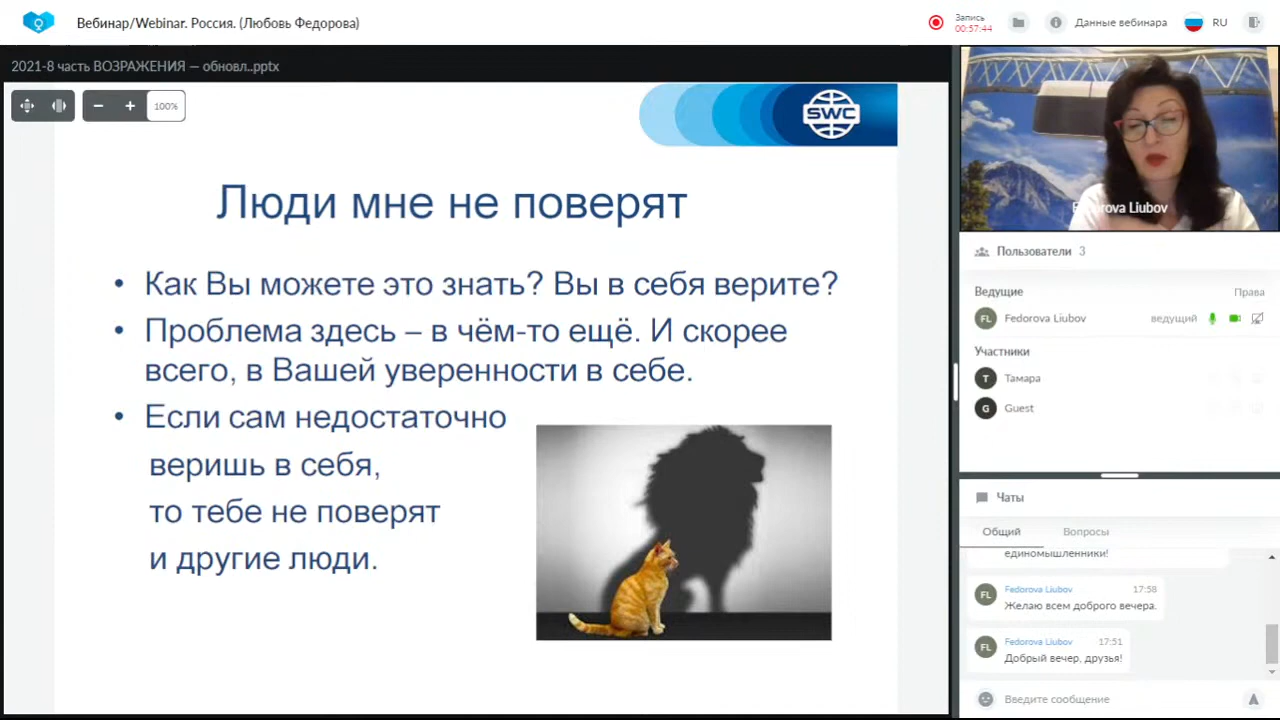 Вебинар/Webinar. Россия. (Любовь Федорова)
Запись
00:57:44
Данные вебинара
RU
2021-8 часть ВОЗРАЖЕНИЯ — обновл..pptx
100%
SWC
Люди мне не поверят
• Как Вы можете это знать? Вы в себя верите?
• Проблема здесь – в чём-то ещё. И скорее
всего, в Вашей уверенности в себе.
• Если сам недостаточно
веришь в себя,
то тебе не поверят
и другие люди.
Fedorova Liubov
Пользователи 3
Ведущие
Права
FL
Fedorova Liubov
ведущий
Участники
T
Тамара
G
Guest
Чаты
Общий
Вопросы
единомышленники!
FL
Fedorova Liubov
17:58
Желаю всем доброго вечера.
FL
Fedorova Liubov
17:51
Добрый вечер, друзья!
Введите сообщение